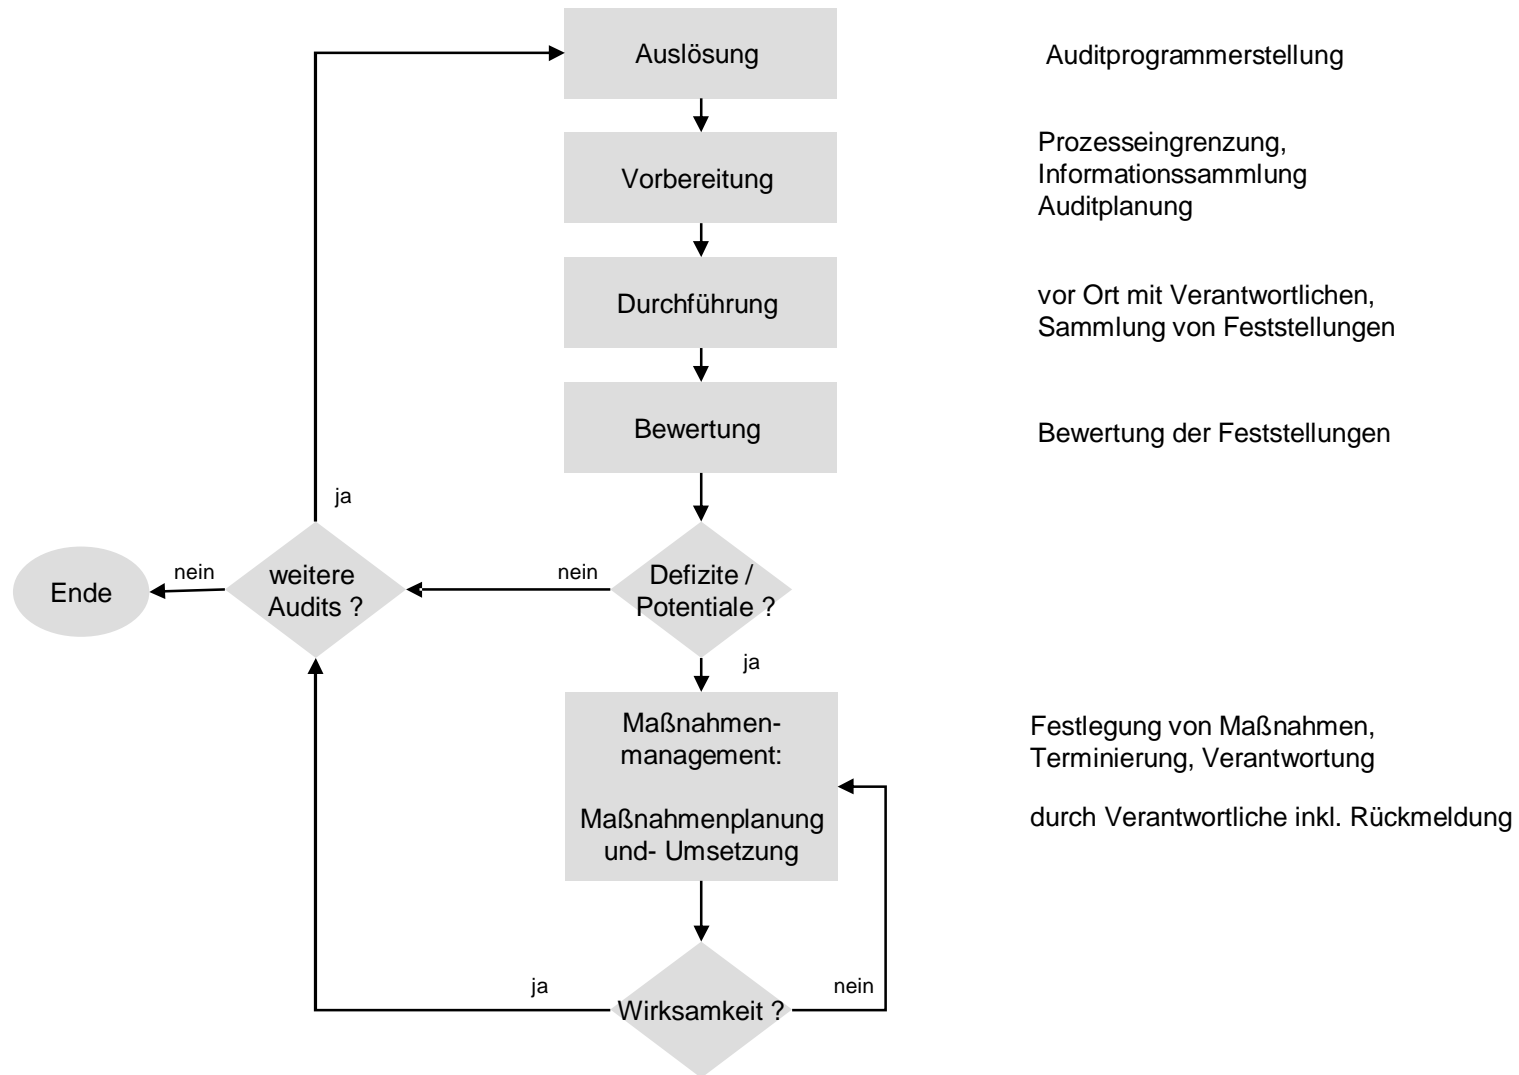 Auslösung
Auditprogrammerstellung
Vorbereitung
Prozesseingrenzung,
Informationssammlung
Auditplanung
Durchführung
vor Ort mit Verantwortlichen,
Sammlung von Feststellungen
Bewertung
Bewertung der Feststellungen
ja
Ende
nein
weitere
Audits ?
nein
Defizite /
Potentiale ?
ja
Maßnahmen-
management:
Maßnahmenplanung
und- Umsetzung
Festlegung von Maßnahmen,
Terminierung, Verantwortung
durch Verantwortliche inkl. Rückmeldung
ja
Wirksamkeit ?
nein